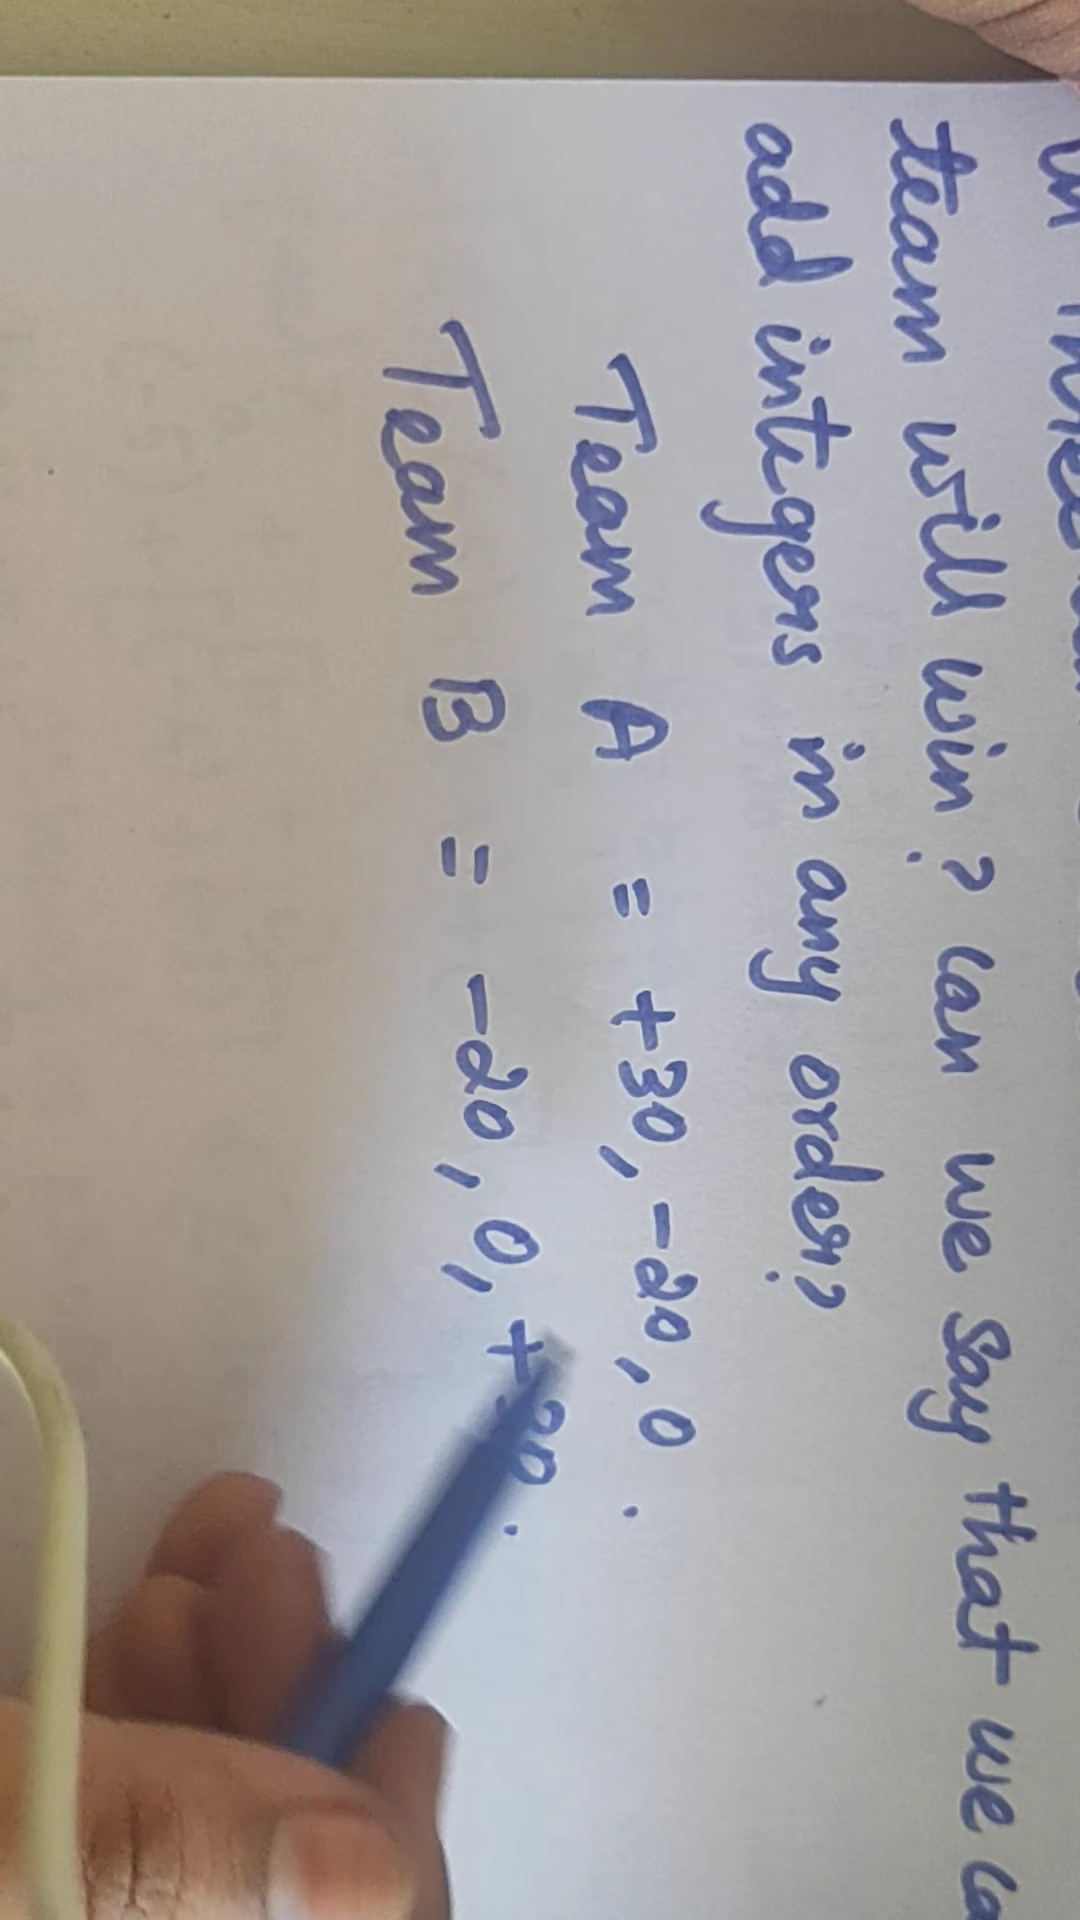 team will win? Can we say that we
add integers in any order?
Team A = +30, -20, 0.
Team B = -20, 0, +30.